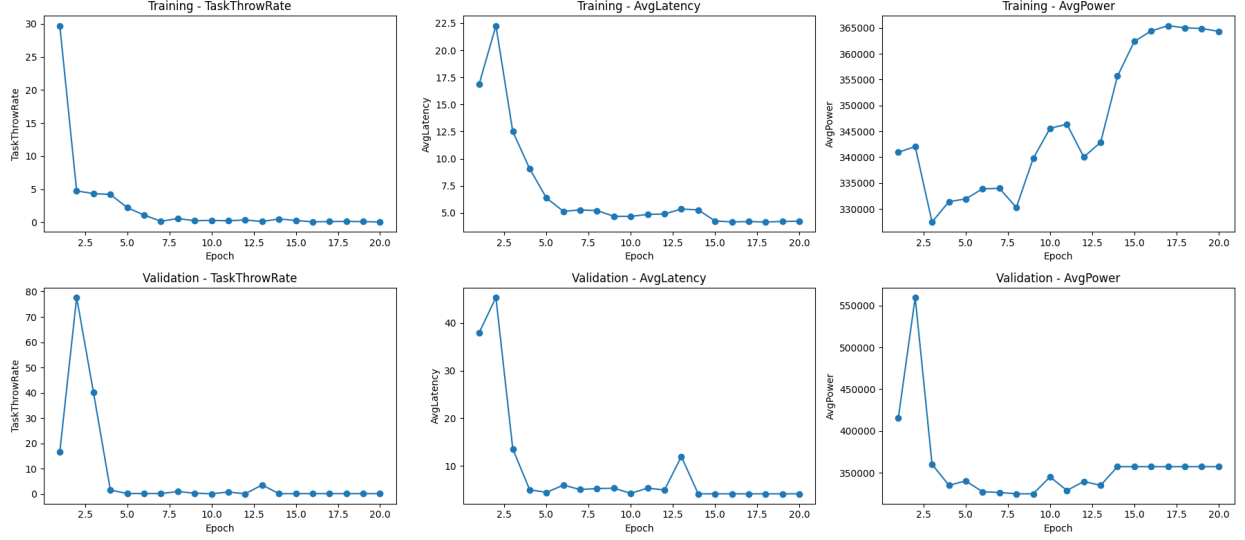 Training - TaskThrowRate
30
25
20
15
10
5
0
TaskThrowRate
2.5 5.0 7.5 10.0 12.5 15.0 17.5 20.0
Epoch
Training - AvgLatency
22.5
20.0
17.5
15.0
12.5
10.0
7.5
5.0
AvgLatency
2.5 5.0 7.5 10.0 12.5 15.0 17.5 20.0
Epoch
Training - AvgPower
365000
360000
355000
350000
345000
340000
335000
330000
AvgPower
2.5 5.0 7.5 10.0 12.5 15.0 17.5 20.0
Epoch
Validation - TaskThrowRate
80
70
60
50
40
30
20
10
0
TaskThrowRate
2.5 5.0 7.5 10.0 12.5 15.0 17.5 20.0
Epoch
Validation - AvgLatency
40
30
20
10
AvgLatency
2.5 5.0 7.5 10.0 12.5 15.0 17.5 20.0
Epoch
Validation - AvgPower
550000
500000
450000
400000
350000
AvgPower
2.5 5.0 7.5 10.0 12.5 15.0 17.5 20.0
Epoch